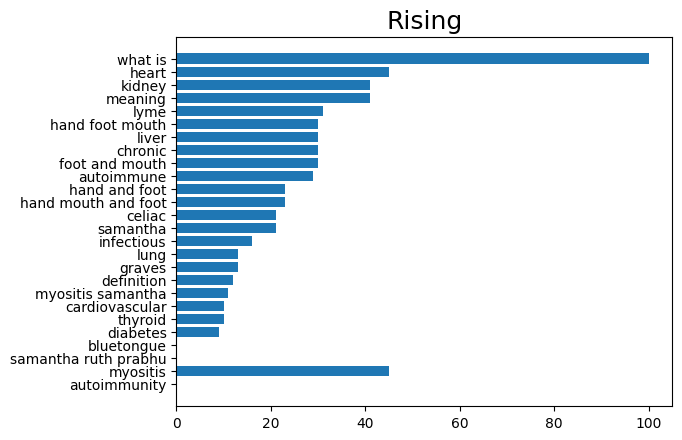 Rising
what is
heart
kidney
meaning
lyme
hand foot mouth
liver
chronic
foot and mouth
autoimmune
hand and foot
hand mouth and foot
celiac
samantha
infectious
lung
graves
definition
myositis samantha
cardiovascular
thyroid
diabetes
bluetongue
samantha ruth prabhu
myositis
autoimmunity
0 20 40 60 80 100